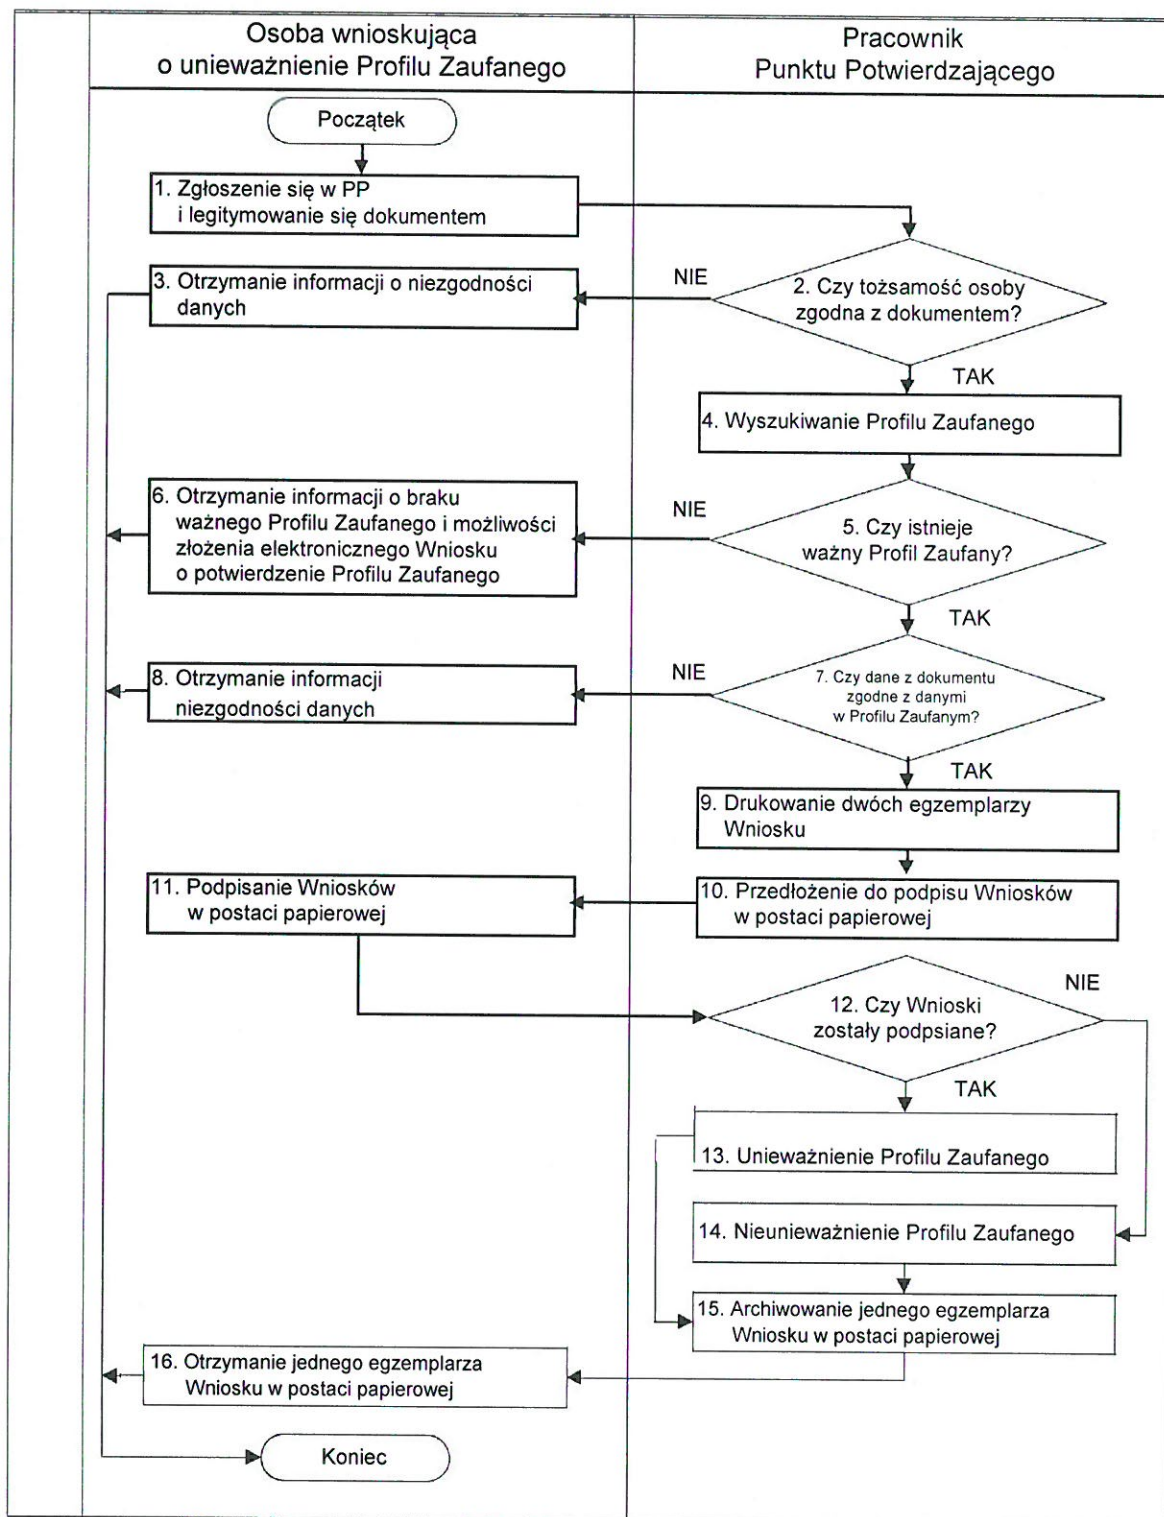 Osoba wnioskująca
o unieważnienie Profilu Zaufanego
Pracownik
Punktu Potwierdzającego
Początek
1. Zgłoszenie się w PP
i legitymowanie się dokumentem
2. Czy tożsamość osoby
zgodna z dokumentem?
NIE
3. Otrzymanie informacji o niezgodności
danych
TAK
4. Wyszukiwanie Profilu Zaufanego
5. Czy istnieje
ważny Profil Zaufany?
NIE
6. Otrzymanie informacji o braku
ważnego Profilu Zaufanego i możliwości
złożenia elektronicznego Wniosku
o potwierdzenie Profilu Zaufanego
TAK
7. Czy dane z dokumentu
zgodne z danymi
w Profilu Zaufanym?
NIE
8. Otrzymanie informacji
niezgodności danych
TAK
9. Drukowanie dwóch egzemplarzy
Wniosku
10. Przedłożenie do podpisu Wniosków
w postaci papierowej
11. Podpisanie Wniosków
w postaci papierowej
12. Czy Wnioski
zostały podpsiane?
NIE
TAK
13. Unieważnienie Profilu Zaufanego
14. Nieunieważnienie Profilu Zaufanego
15. Archiwowanie jednego egzemplarza
Wniosku w postaci papierowej
16. Otrzymanie jednego egzemplarza
Wniosku w postaci papierowej
Koniec